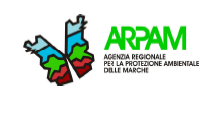 ARPAM
AGENZIA REGIONALE
PER LA PROTEZIONE AMBIENTALE
DELLE MARCHE